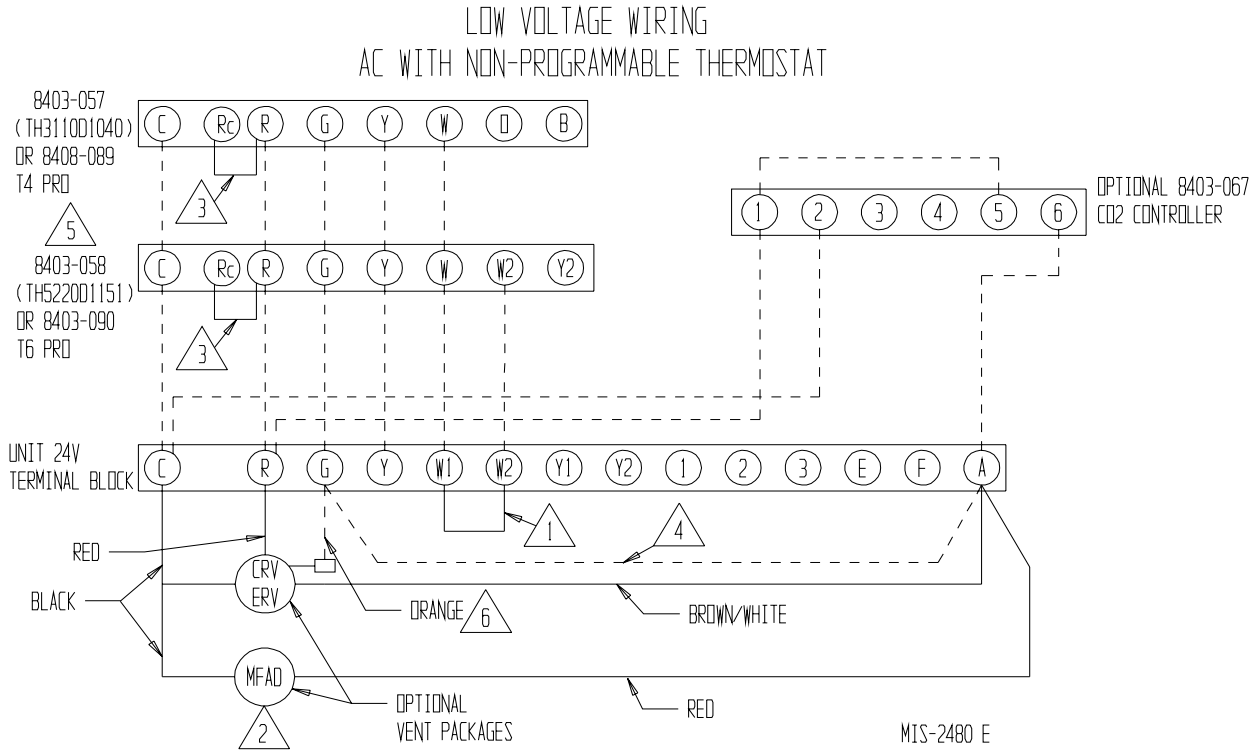 LOW VOLTAGE WIRING
AC WITH NON-PROGRAMMABLE THERMOSTAT
8403-057
(TH3110D1040)
OR 8408-089
T4 PRO
C Rc R G Y W O B
3
5
OPTIONAL 8403-067
CO2 CONTROLLER
1 2 3 4 5 6
8403-058
(TH5220D1151)
OR 8403-090
T6 PRO
C Rc R G Y W W2 Y2
3
UNIT 24V
TERMINAL BLOCK
C R G Y W1 W2 Y1 Y2 1 2 3 E F A
1
4
RED
CRV
ERV
BLACK
ORANGE
6
BROWN/WHITE
MFAD
2
OPTIONAL
VENT PACKAGES
RED
MIS-2480 E